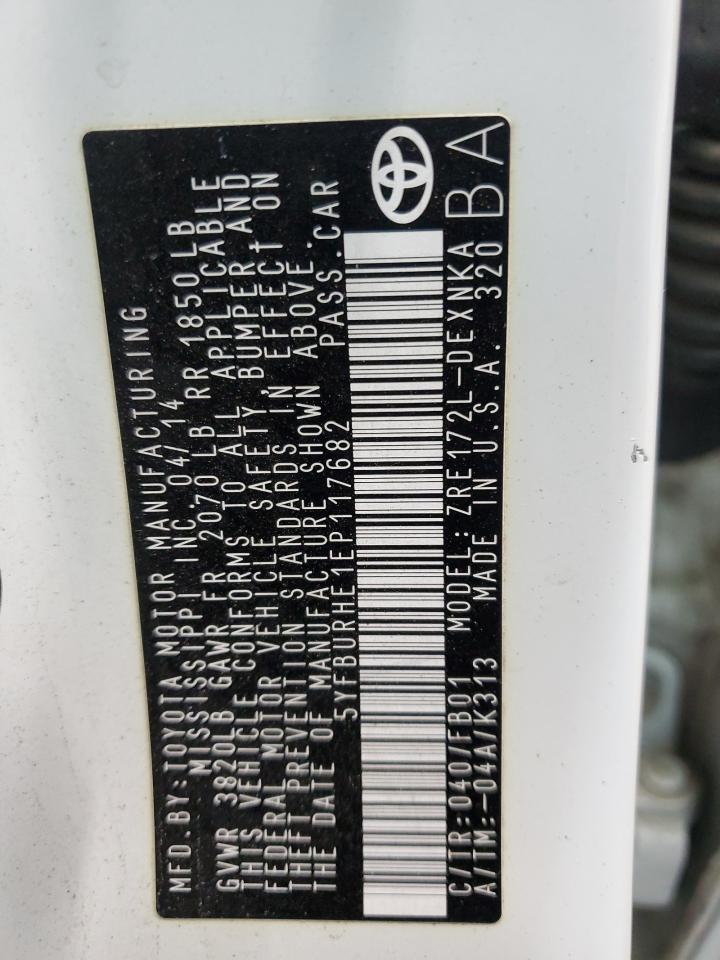 MFD.BY:TOYOTA MOTOR MANUFACTURING
MISSISSIPPI INC. 04/14
GVWR 3820LB GAWR FR 2070LB RR 1850LB
THIS VEHICLE CONFORMS TO ALL APPLICABLE
FEDERAL MOTOR VEHICLE SAFETY, BUMPER AND
THEFT PREVENTION STANDARDS IN EFFECT ON
THE DATE OF MANUFACTURE SHOWN ABOVE.
5YFBURHE1EP117682 PASS.CAR
C/TR:040/FB01 MODEL:ZRE172L-DEXNKA
A/TM:-04A/K313 MADE IN U.S.A. 320
BA